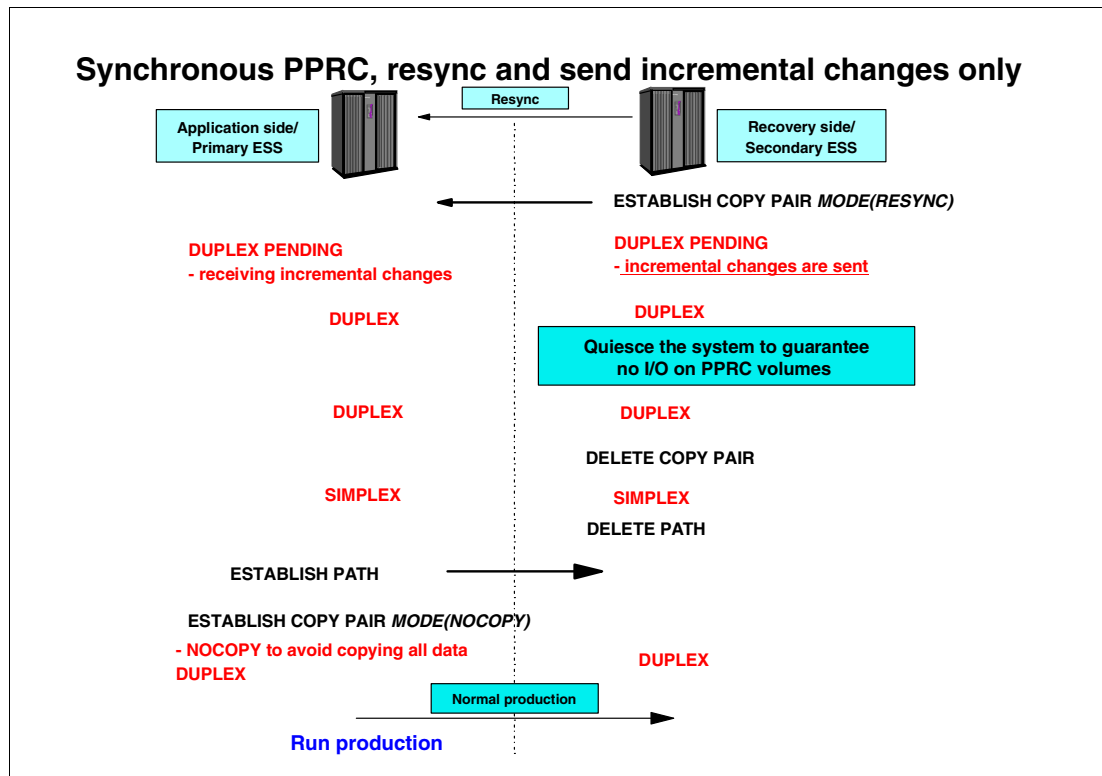 Synchronous PPRC, resync and send incremental changes only
Resync
Application side/
Primary ESS
Recovery side/
Secondary ESS
ESTABLISH COPY PAIR MODE(RESYNC)
DUPLEX PENDING
- receiving incremental changes
DUPLEX PENDING
- incremental changes are sent
DUPLEX
DUPLEX
Quiesce the system to guarantee
no I/O on PPRC volumes
DUPLEX
DUPLEX
DELETE COPY PAIR
SIMPLEX
SIMPLEX
DELETE PATH
ESTABLISH PATH
ESTABLISH COPY PAIR MODE(NOCOPY)
- NOCOPY to avoid copying all data
DUPLEX
DUPLEX
Normal production
Run production